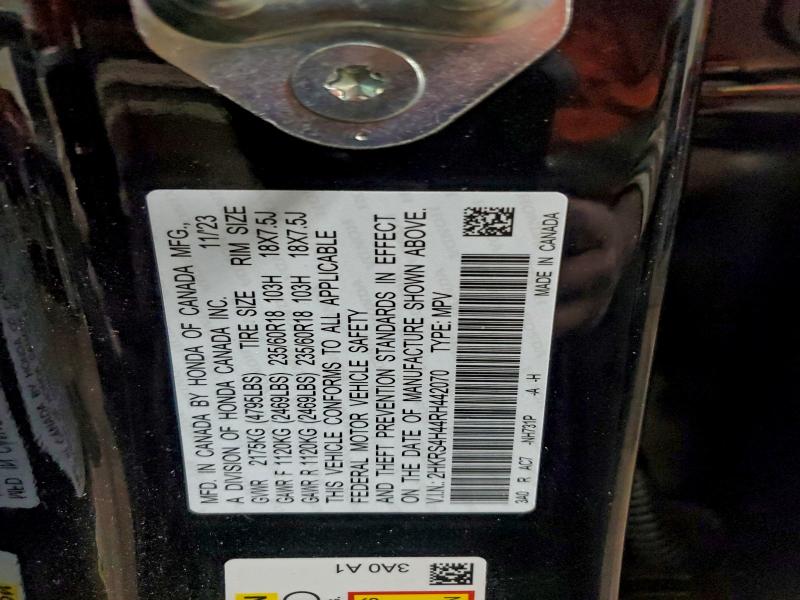 MFD. IN CANADA BY HONDA OF CANADA MFG.,
A DIVISION OF HONDA CANADA INC. 11/23
GVWR 2175KG (4795LBS) TIRE SIZE RIM SIZE
GAWR F 1120KG (2469LBS) 235/60R18 103H 18X7.5J
GAWR R 1120KG (2469LBS) 235/60R18 103H 18X7.5J
THIS VEHICLE CONFORMS TO ALL APPLICABLE
FEDERAL MOTOR VEHICLE SAFETY
AND THEFT PREVENTION STANDARDS IN EFFECT
ON THE DATE OF MANUFACTURE SHOWN ABOVE.
V.I.N.: 2HKRS4H44RH442070 TYPE: MPV
3A0 R AC7 -NH731P -A -H MADE IN CANADA
3A0 A1